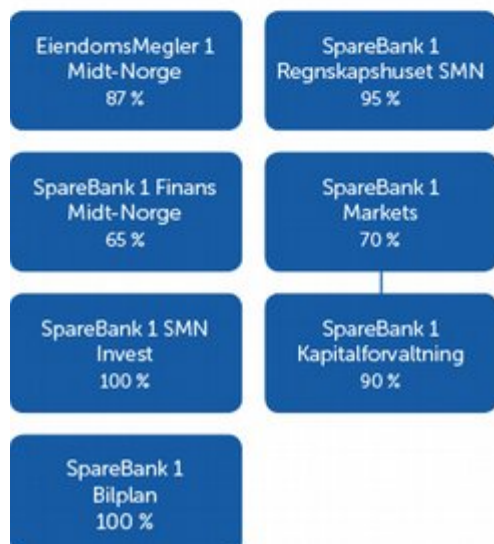 EiendomsMegler 1
Midt-Norge
87 %
SpareBank 1
Regnskapshuset SMN
95 %
SpareBank 1 Finans
Midt-Norge
65 %
SpareBank 1
Markets
70 %
SpareBank 1 SMN
Invest
100 %
SpareBank 1
Kapitalforvaltning
90 %
SpareBank 1
Bilplan
100 %